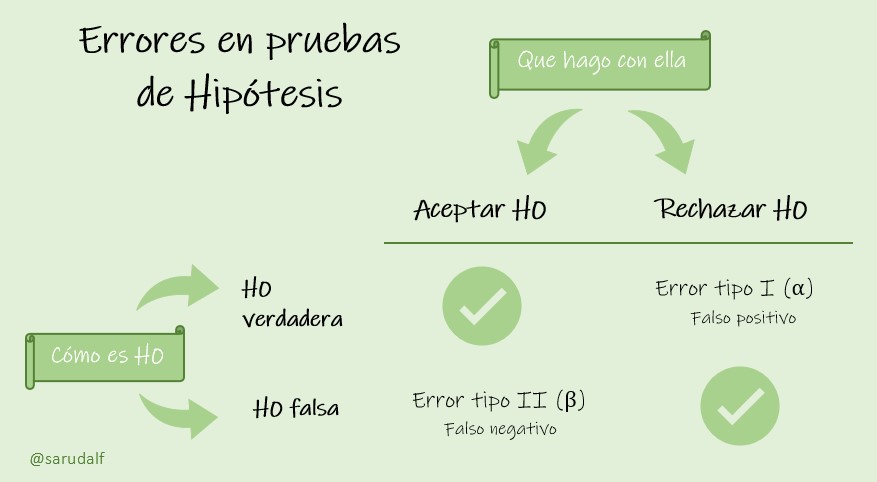 Errores en pruebas
de Hipótesis
Que hago con ella
Aceptar H0
Rechazar H0
Cómo es H0
H0
verdadera
Error tipo I (α)
Falso positivo
H0 falsa
Error tipo II (β)
Falso negativo
@sarudalf